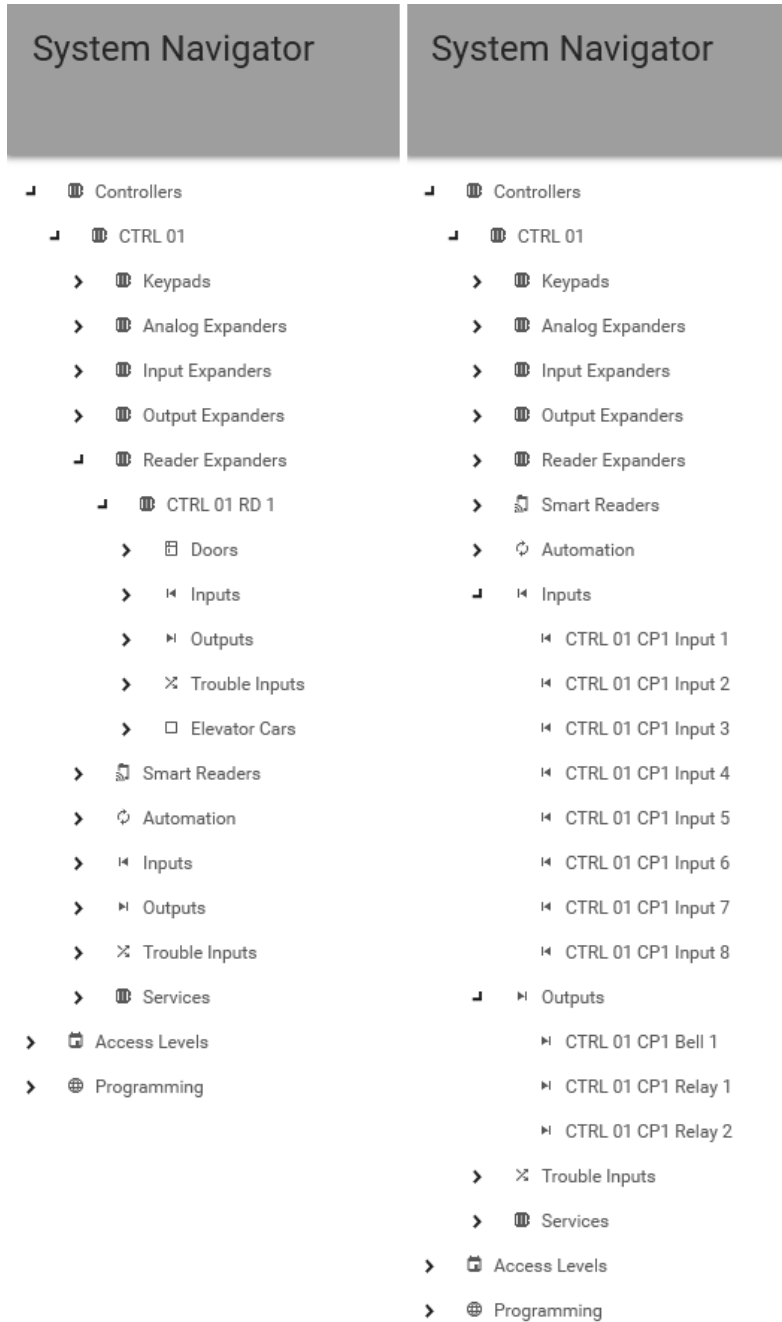 System Navigator
Controllers
CTRL 01
Keypads
Analog Expanders
Input Expanders
Output Expanders
Reader Expanders
CTRL 01 RD 1
Doors
Inputs
Outputs
Trouble Inputs
Elevator Cars
Smart Readers
Automation
Inputs
Outputs
Trouble Inputs
Services
Access Levels
Programming
System Navigator
Controllers
CTRL 01
Keypads
Analog Expanders
Input Expanders
Output Expanders
Reader Expanders
Smart Readers
Automation
Inputs
CTRL 01 CP1 Input 1
CTRL 01 CP1 Input 2
CTRL 01 CP1 Input 3
CTRL 01 CP1 Input 4
CTRL 01 CP1 Input 5
CTRL 01 CP1 Input 6
CTRL 01 CP1 Input 7
CTRL 01 CP1 Input 8
Outputs
CTRL 01 CP1 Bell 1
CTRL 01 CP1 Relay 1
CTRL 01 CP1 Relay 2
Trouble Inputs
Services
Access Levels
Programming